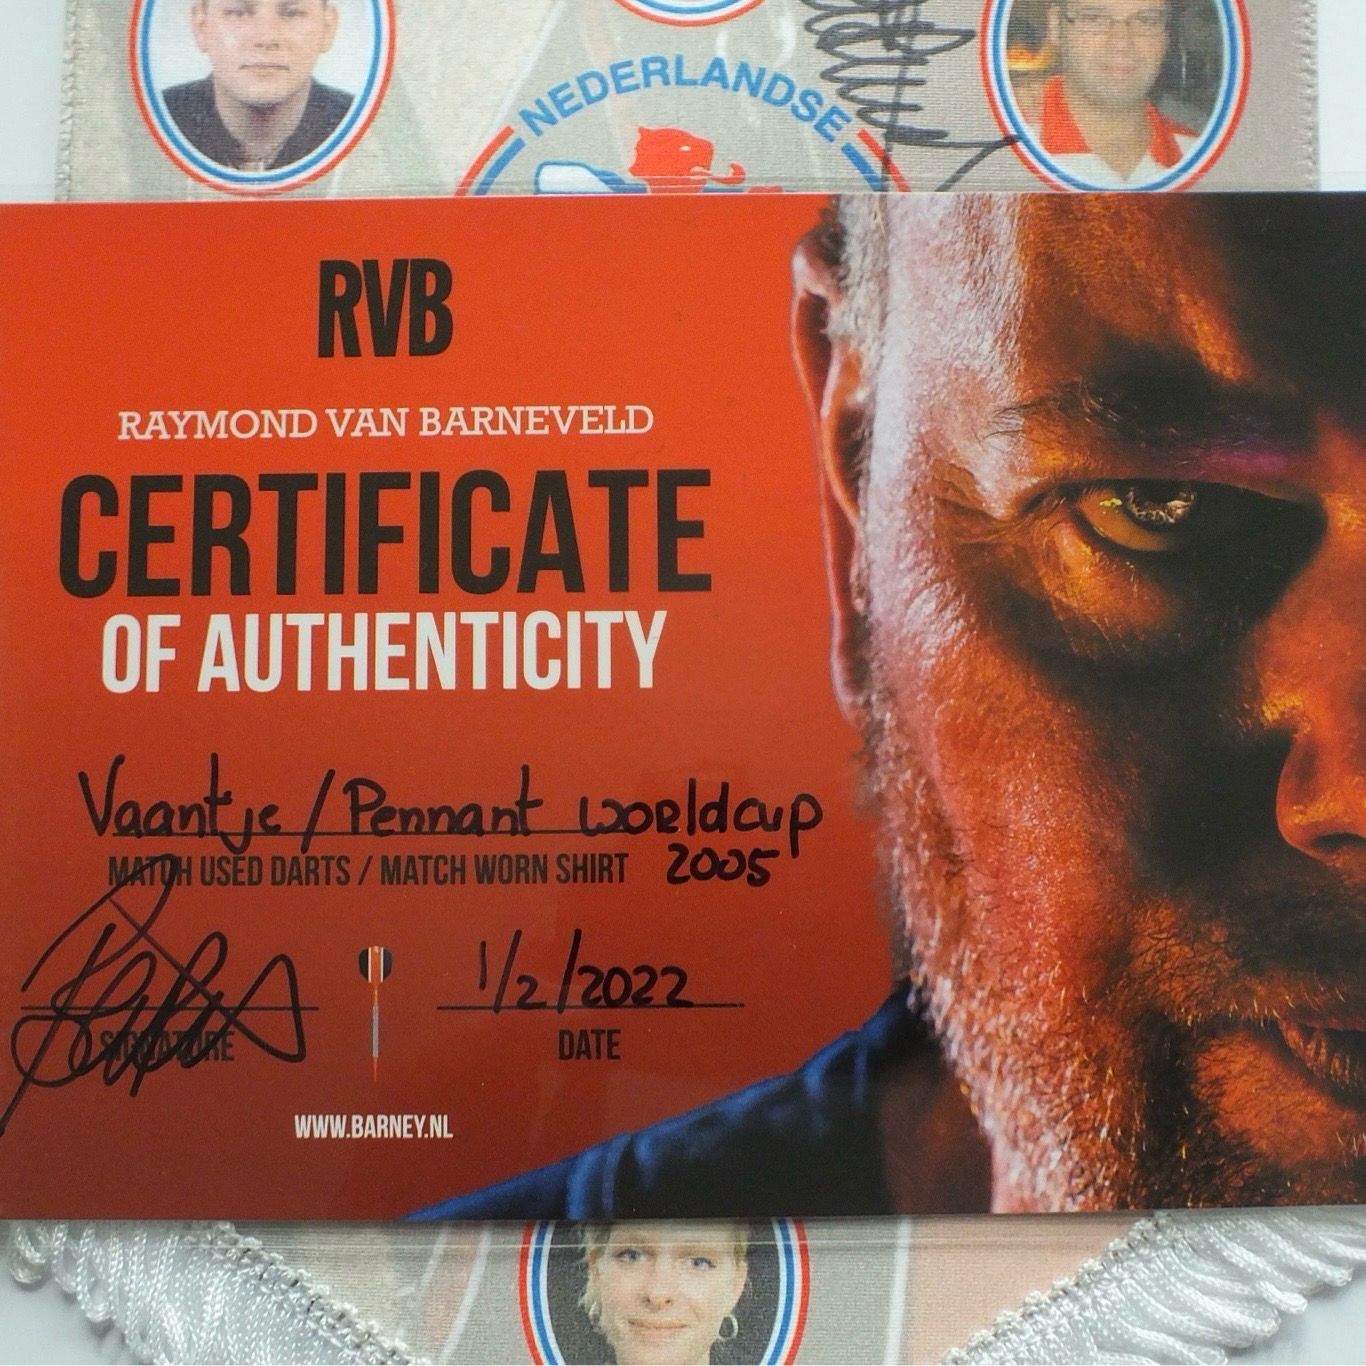 NEDERLANDSE
RVB
RAYMOND VAN BARNEVELD
CERTIFICATE
OF AUTHENTICITY
Vaantje / Pennant worldcup
2005
MATCH USED DARTS / MATCH WORN SHIRT
1/2/2022
SIGNATURE
DATE
WWW.BARNEY.NL